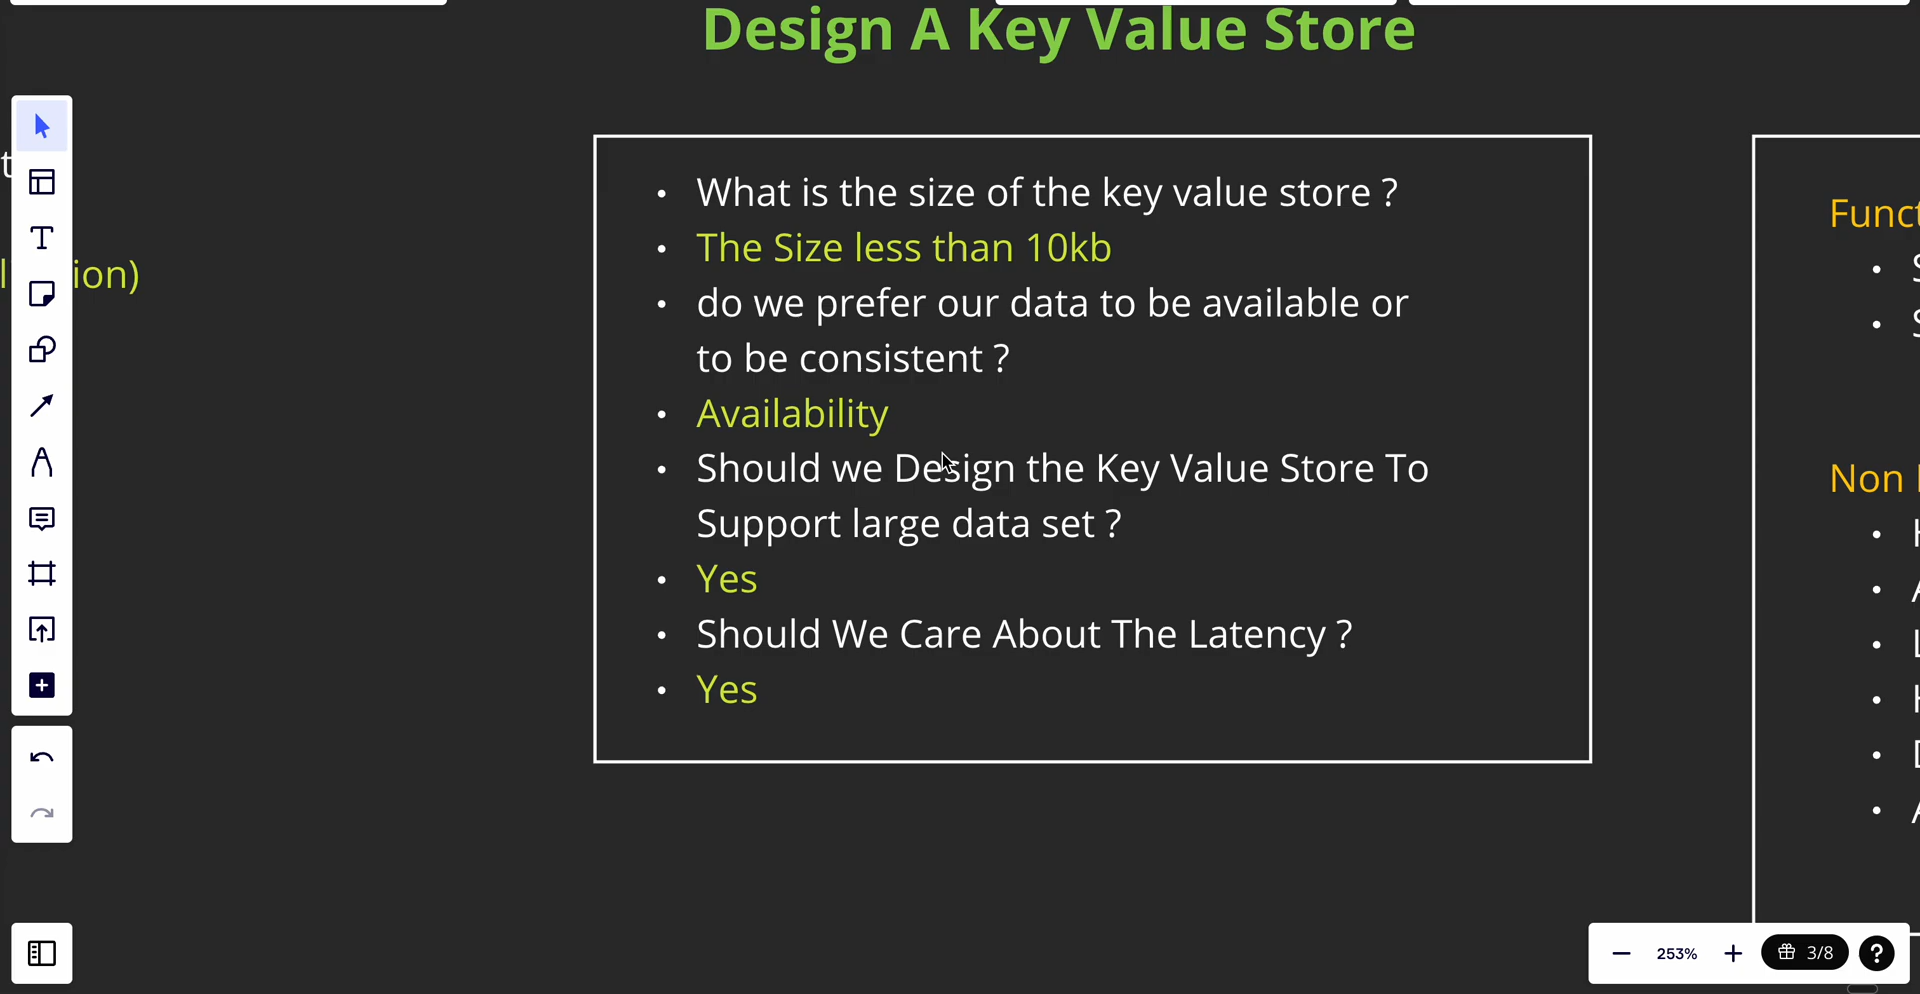 Design A Key Value Store
ion)
• What is the size of the key value store ?
• The Size less than 10kb
• do we prefer our data to be available or
to be consistent ?
• Availability
• Should we Design the Key Value Store To
Support large data set ?
• Yes
• Should We Care About The Latency ?
• Yes
Funct
Non
253%
3/8